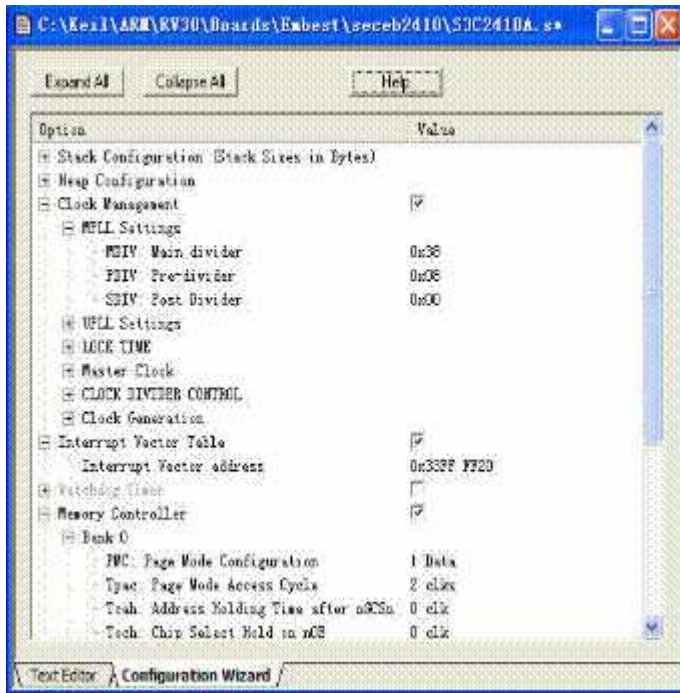 C:\Keil\ARM\RV30\Boards\Embest\seceb2410\S3C2410A.s*
Expand All Collapse All Help
Option Value
Stack Configuration (Stack Sizes in Bytes)
Heap Configuration
Clock Management
MPLL Settings
MDIV: Main divider 0x38
PDIV: Pre-divider 0x08
SDIV: Post Divider 0x00
UPLL Settings
LOCK TIME
Master Clock
CLOCK DIVIDER CONTROL
Clock Generation
Interrupt Vector Table
Interrupt Vector address 0x33FF FF20
Watchdog Timer
Memory Controller
Bank 0
PMC: Page Mode Configuration 1 Data
Tpac: Page Mode Access Cycle 2 clks
Tcah: Address Holding Time after nGCSn 0 clk
Tcoh: Chip Select Hold on nOE 0 clk
Text Editor Configuration Wizard